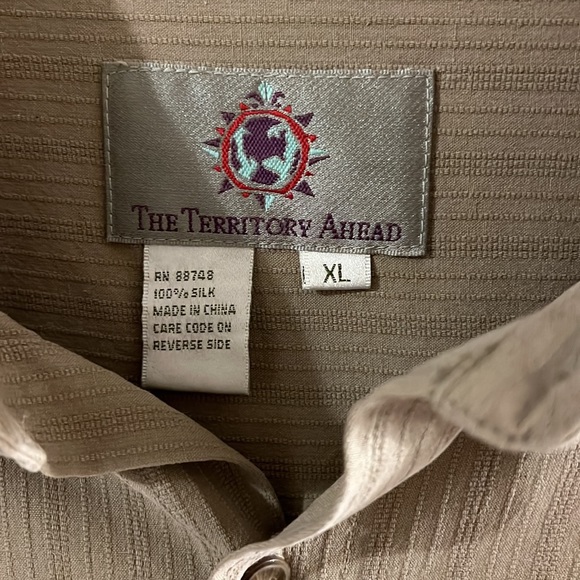 THE TERRITORY AHEAD
XL
RN 88748
100% SILK
MADE IN CHINA
CARE CODE ON
REVERSE SIDE